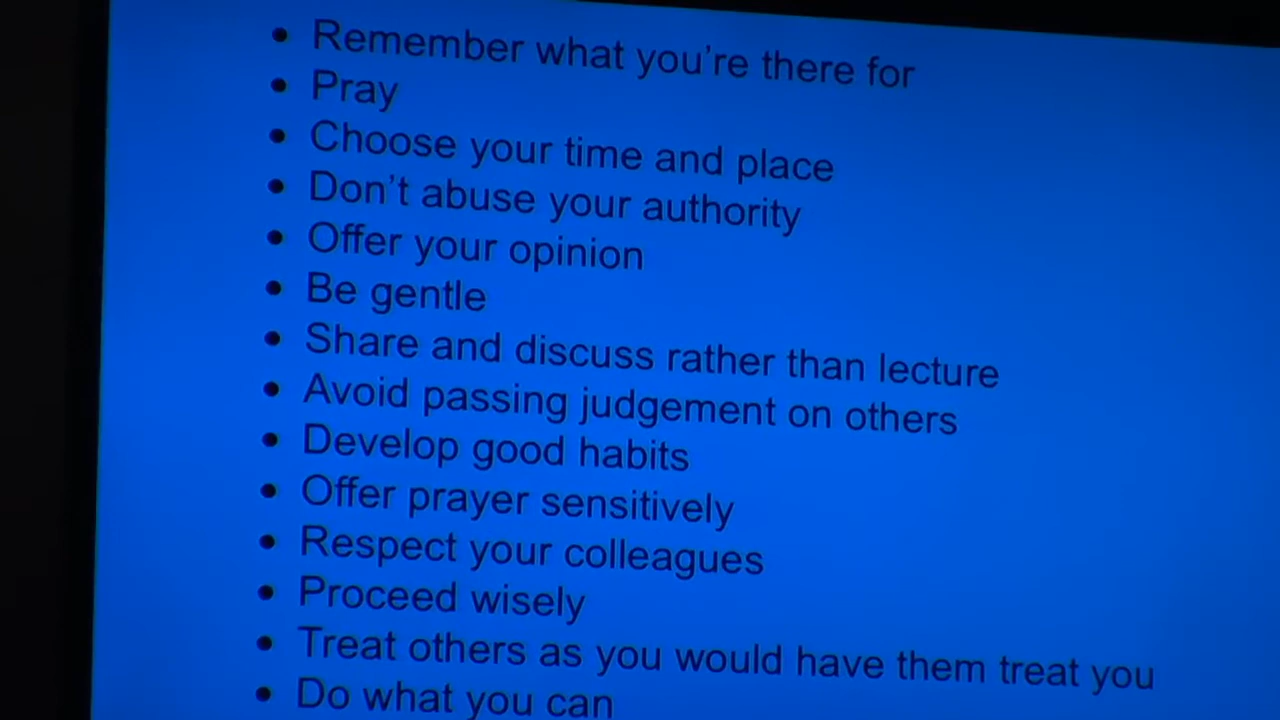 • Remember what you're there for
• Pray
• Choose your time and place
• Don't abuse your authority
• Offer your opinion
• Be gentle
• Share and discuss rather than lecture
• Avoid passing judgement on others
• Develop good habits
• Offer prayer sensitively
• Respect your colleagues
• Proceed wisely
• Treat others as you would have them treat you
• Do what you can